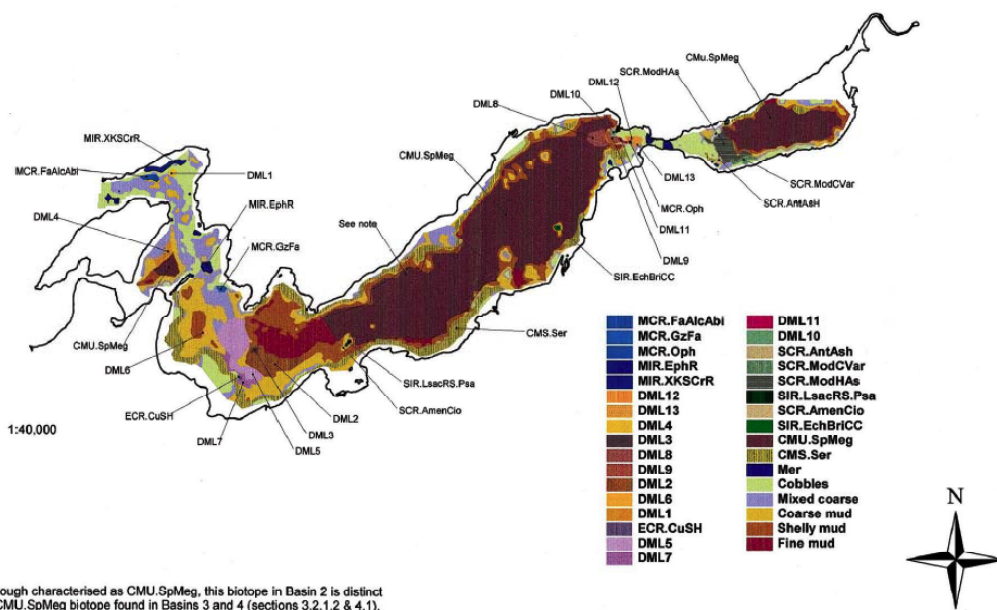 CMu.SpMeg
SCR.ModHAs
DML12
DML10
DML8
MIR.XKSCrR
CMU.SpMeg
MCR.FaAlcAbi
DML1
DML13
SCR.ModCVar
MIR.EphR
MCR.Oph
SCR.AntAsH
DML4
See note
DML11
MCR.GzFa
DML9
SIR.EchBriCC
CMS.Ser
CMU.SpMeg
DML6
SIR.LsacRS.Psa
ECR.CuSH
SCR.AmenCio
DML2
DML3
DML7
DML5
1:40,000
MCR.FaAlcAbi
MCR.GzFa
MCR.Oph
MIR.EphR
MIR.XKSCrR
DML12
DML13
DML4
DML3
DML8
DML9
DML2
DML6
DML1
ECR.CuSH
DML5
DML7
DML11
DML10
SCR.AntAsh
SCR.ModCVar
SCR.ModHAs
SIR.LsacRS.Psa
SCR.AmenCio
SIR.EchBriCC
CMU.SpMeg
CMS.Ser
Mer
Cobbles
Mixed coarse
Coarse mud
Shelly mud
Fine mud
N
ough characterised as CMU.SpMeg, this biotope in Basin 2 is distinct
CMU.SpMeg biotope found in Basins 3 and 4 (sections 3.2.1.2 & 4.1).